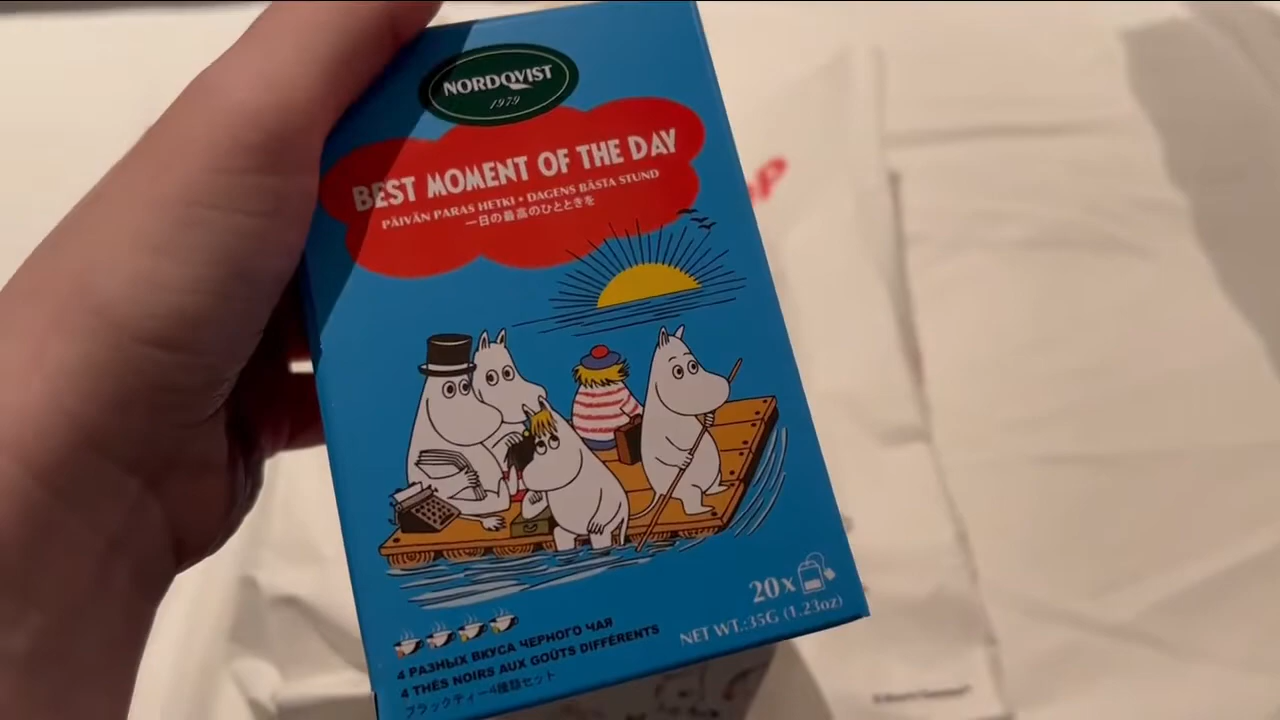 NORDQVIST
1979
BEST MOMENT OF THE DAY
PÄIVÄN PARAS HETKI • DAGENS BÄSTA STUND
一日の最高のひとときを
20x
NET WT.:35G (1.23oz)
4 РАЗНЫХ ВКУСА ЧЕРНОГО ЧАЯ
4 THÉS NOIRS AUX GOÛTS DIFFÉRENTS
ブラックティー4種類セット